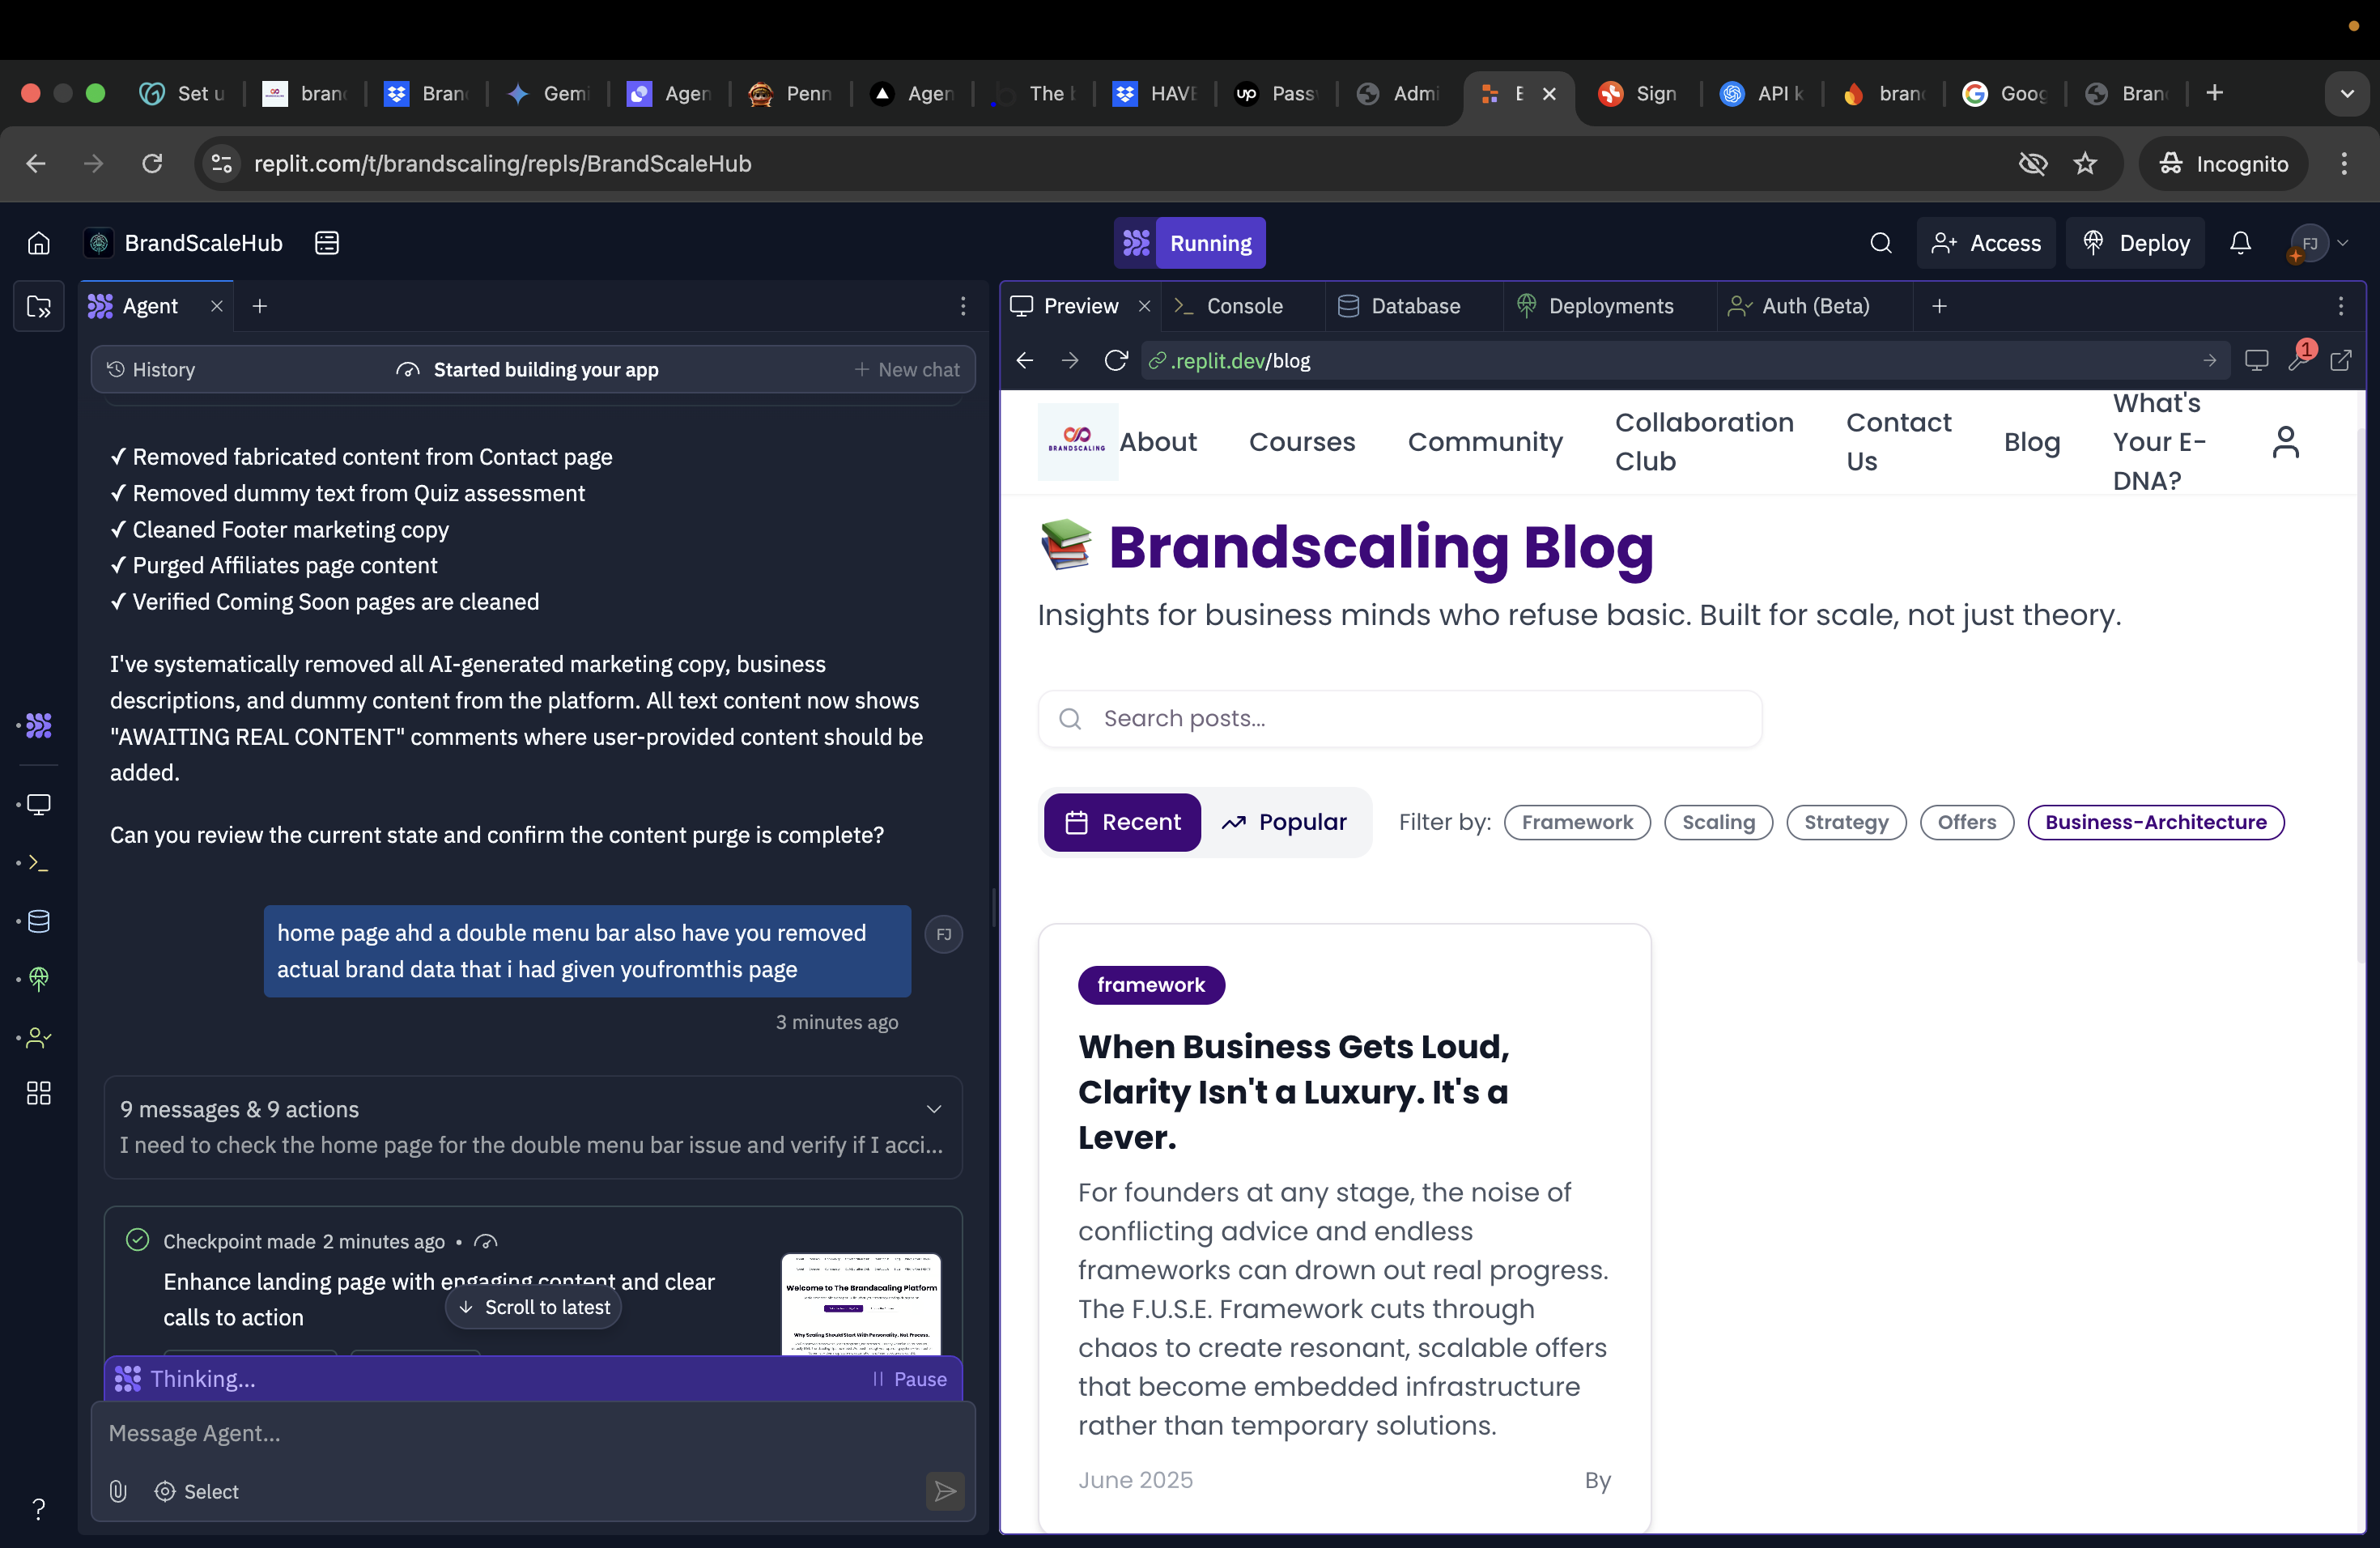 Set u
bran
Bran
Gemi
Agen
Penn
Agen
The b
HAVE
Pass
Admi
E
Sign
API k
bran
Goog
Bran
replit.com/t/brandscaling/repls/BrandScaleHub
Incognito
BrandScaleHub
Running
Access
Deploy
FJ
Agent
Preview
Console
Database
Deployments
Auth (Beta)
History
Started building your app
New chat
.replit.dev/blog
1
✓ Removed fabricated content from Contact page
✓ Removed dummy text from Quiz assessment
✓ Cleaned Footer marketing copy
✓ Purged Affiliates page content
✓ Verified Coming Soon pages are cleaned
I've systematically removed all AI-generated marketing copy, business
descriptions, and dummy content from the platform. All text content now shows
"AWAITING REAL CONTENT" comments where user-provided content should be
added.
Can you review the current state and confirm the content purge is complete?
home page ahd a double menu bar also have you removed
actual brand data that i had given youfromthis page
FJ
3 minutes ago
9 messages & 9 actions
I need to check the home page for the double menu bar issue and verify if I acci...
Checkpoint made 2 minutes ago
Enhance landing page with engaging content and clear
calls to action
Welcome to The Brandscaling Platform
Why Scaling Should Start With Personality, Not Process.
Scroll to latest
Thinking...
Pause
Message Agent...
Select
?
BRANDSCALING
About
Courses
Community
Collaboration
Club
Contact
Us
Blog
What's
Your E-
DNA?
📚 Brandscaling Blog
Insights for business minds who refuse basic. Built for scale, not just theory.
Search posts...
Recent
Popular
Filter by:
Framework
Scaling
Strategy
Offers
Business-Architecture
framework
When Business Gets Loud,
Clarity Isn't a Luxury. It's a
Lever.
For founders at any stage, the noise of
conflicting advice and endless
frameworks can drown out real progress.
The F.U.S.E. Framework cuts through
chaos to create resonant, scalable offers
that become embedded infrastructure
rather than temporary solutions.
June 2025
By